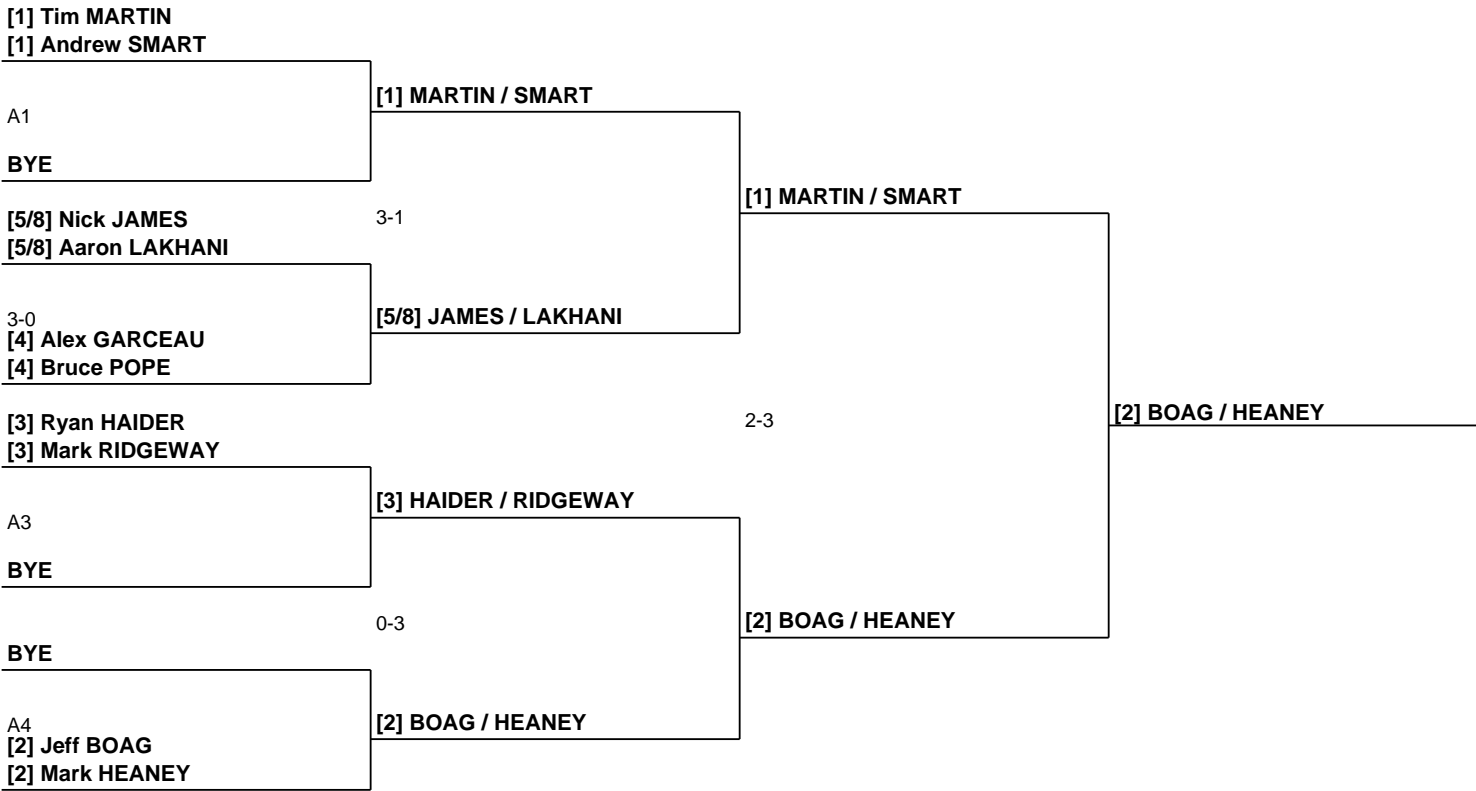 [1] Tim MARTIN
[1] Andrew SMART
A1
BYE
[5/8] Nick JAMES
[5/8] Aaron LAKHANI
3-0
[4] Alex GARCEAU
[4] Bruce POPE
[3] Ryan HAIDER
[3] Mark RIDGEWAY
A3
BYE
BYE
A4
[2] Jeff BOAG
[2] Mark HEANEY
[1] MARTIN / SMART
3-1
[5/8] JAMES / LAKHANI
[3] HAIDER / RIDGEWAY
0-3
[2] BOAG / HEANEY
[1] MARTIN / SMART
2-3
[2] BOAG / HEANEY
[2] BOAG / HEANEY